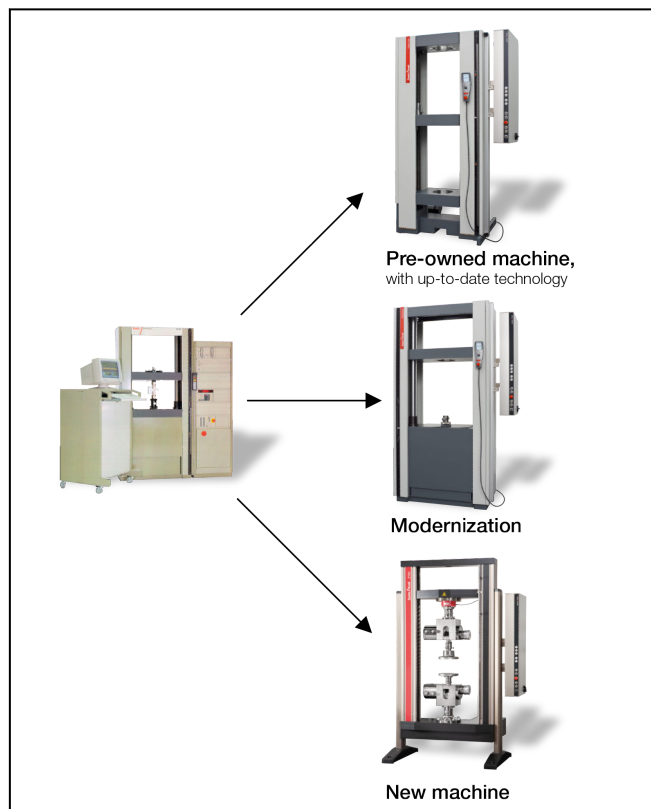 Pre-owned machine,
with up-to-date technology
Modernization
New machine